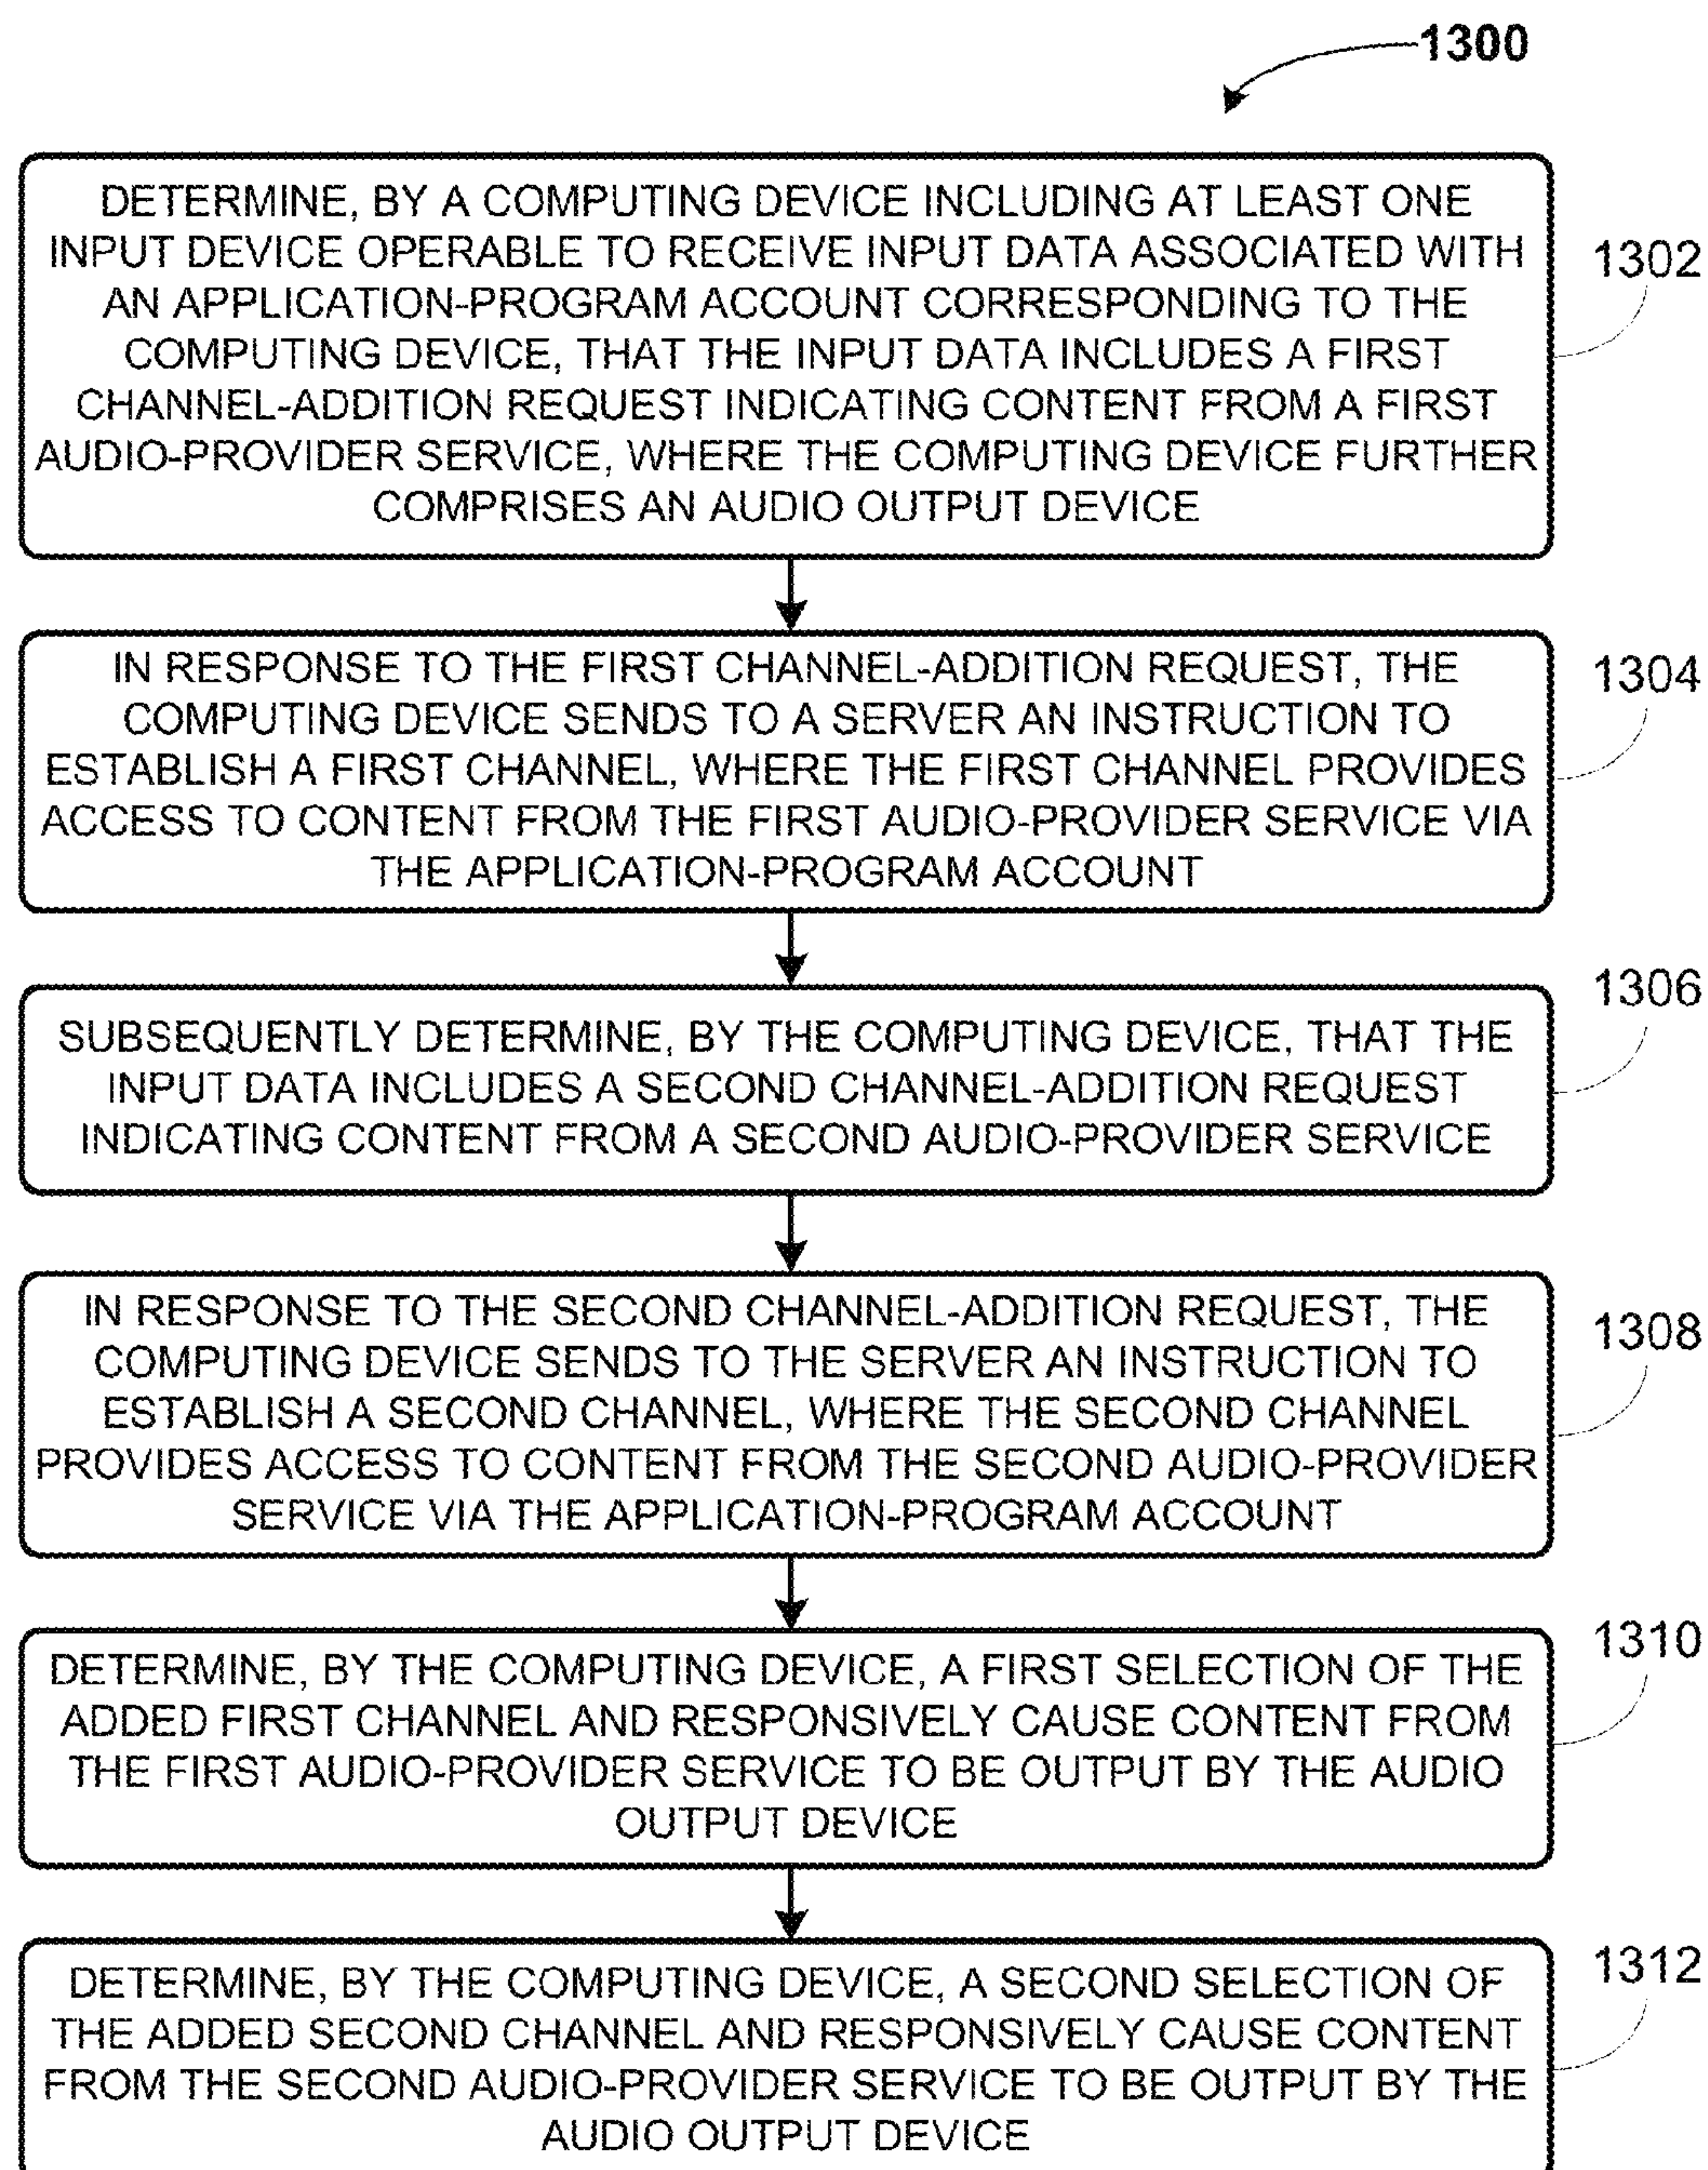 1300
DETERMINE, BY A COMPUTING DEVICE INCLUDING AT LEAST ONE
INPUT DEVICE OPERABLE TO RECEIVE INPUT DATA ASSOCIATED WITH
AN APPLICATION-PROGRAM ACCOUNT CORRESPONDING TO THE
COMPUTING DEVICE, THAT THE INPUT DATA INCLUDES A FIRST
CHANNEL-ADDITION REQUEST INDICATING CONTENT FROM A FIRST
AUDIO-PROVIDER SERVICE, WHERE THE COMPUTING DEVICE FURTHER
COMPRISES AN AUDIO OUTPUT DEVICE
1302
IN RESPONSE TO THE FIRST CHANNEL-ADDITION REQUEST, THE
COMPUTING DEVICE SENDS TO A SERVER AN INSTRUCTION TO
ESTABLISH A FIRST CHANNEL, WHERE THE FIRST CHANNEL PROVIDES
ACCESS TO CONTENT FROM THE FIRST AUDIO-PROVIDER SERVICE VIA
THE APPLICATION-PROGRAM ACCOUNT
1304
SUBSEQUENTLY DETERMINE, BY THE COMPUTING DEVICE, THAT THE
INPUT DATA INCLUDES A SECOND CHANNEL-ADDITION REQUEST
INDICATING CONTENT FROM A SECOND AUDIO-PROVIDER SERVICE
1306
IN RESPONSE TO THE SECOND CHANNEL-ADDITION REQUEST, THE
COMPUTING DEVICE SENDS TO THE SERVER AN INSTRUCTION TO
ESTABLISH A SECOND CHANNEL, WHERE THE SECOND CHANNEL
PROVIDES ACCESS TO CONTENT FROM THE SECOND AUDIO-PROVIDER
SERVICE VIA THE APPLICATION-PROGRAM ACCOUNT
1308
DETERMINE, BY THE COMPUTING DEVICE, A FIRST SELECTION OF THE
ADDED FIRST CHANNEL AND RESPONSIVELY CAUSE CONTENT FROM
THE FIRST AUDIO-PROVIDER SERVICE TO BE OUTPUT BY THE AUDIO
OUTPUT DEVICE
1310
DETERMINE, BY THE COMPUTING DEVICE, A SECOND SELECTION OF
THE ADDED SECOND CHANNEL AND RESPONSIVELY CAUSE CONTENT
FROM THE SECOND AUDIO-PROVIDER SERVICE TO BE OUTPUT BY THE
AUDIO OUTPUT DEVICE
1312